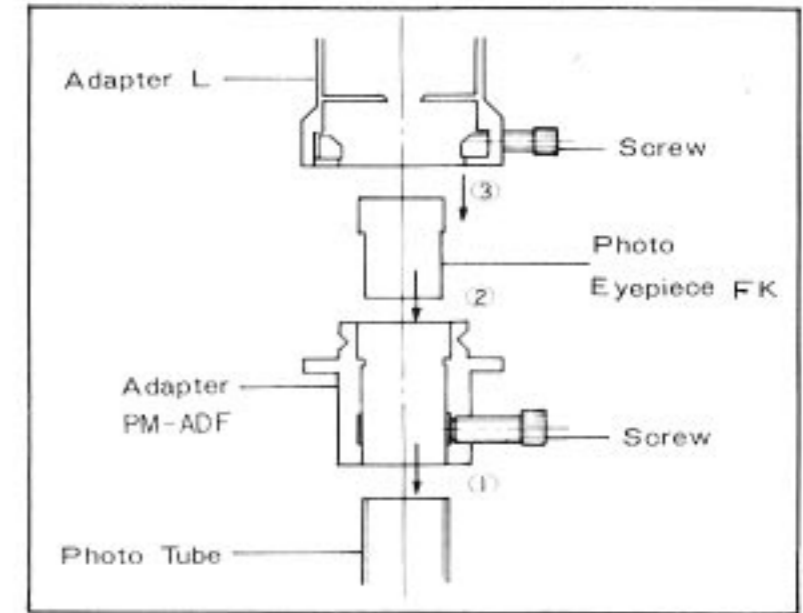 Adapter L
Screw
(3)
Photo
Eyepiece FK
(2)
Adapter
PM-ADF
Screw
(1)
Photo Tube